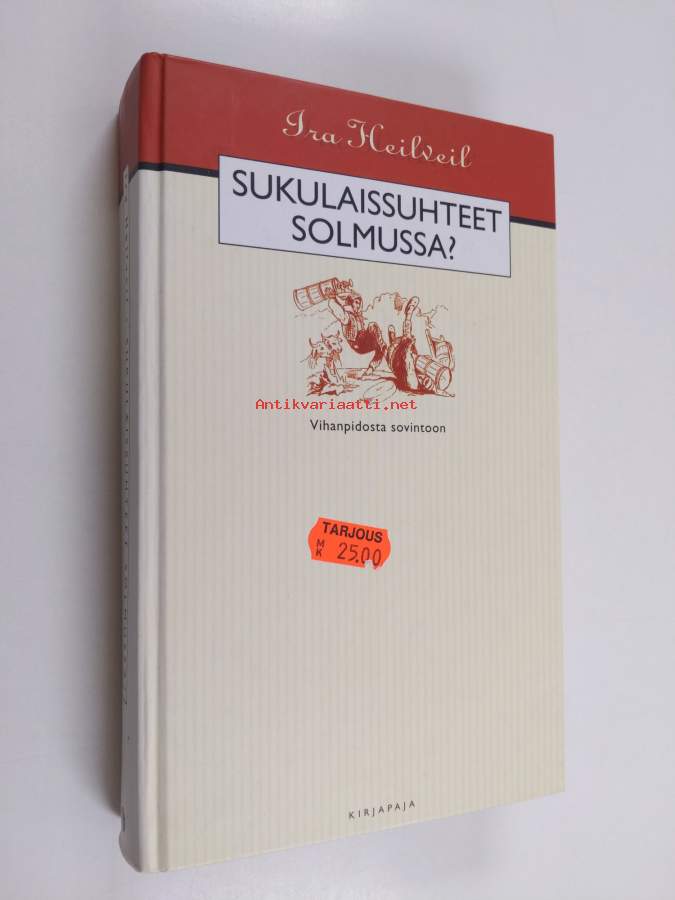 Ira Heilveil
SUKULAISSUHTEET
SOLMUSSA?
Antikvariaatti.net
Vihanpidosta sovintoon
TARJOUS
MK 25.00
KIRJAPAJA